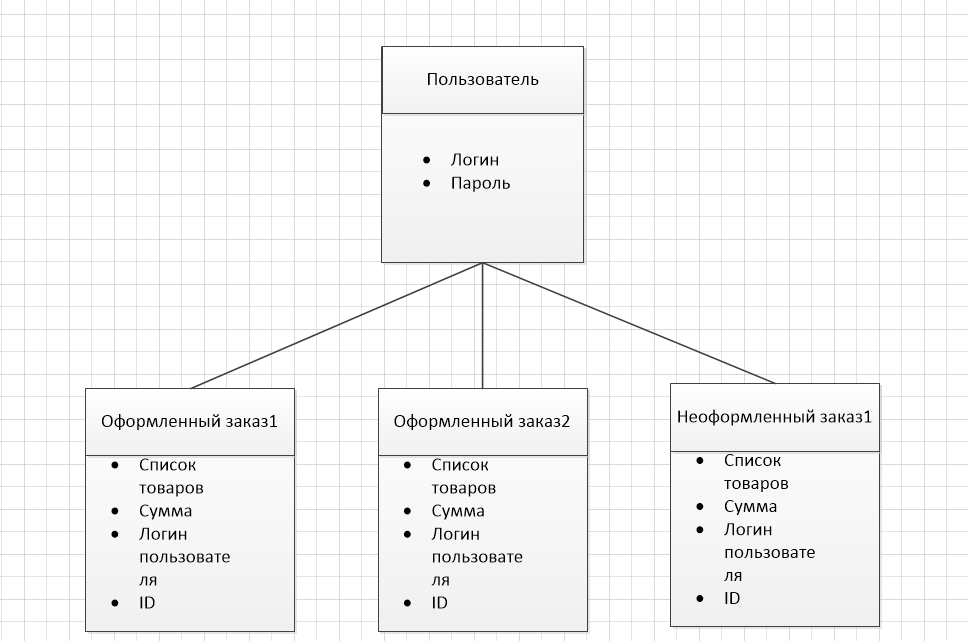 Пользователь
Логин
Пароль
Оформленный заказ1
Список
товаров
Сумма
Логин
пользовате
ля
ID
Оформленный заказ2
Список
товаров
Сумма
Логин
пользовате
ля
ID
Неоформленный заказ1
Список
товаров
Сумма
Логин
пользовате
ля
ID